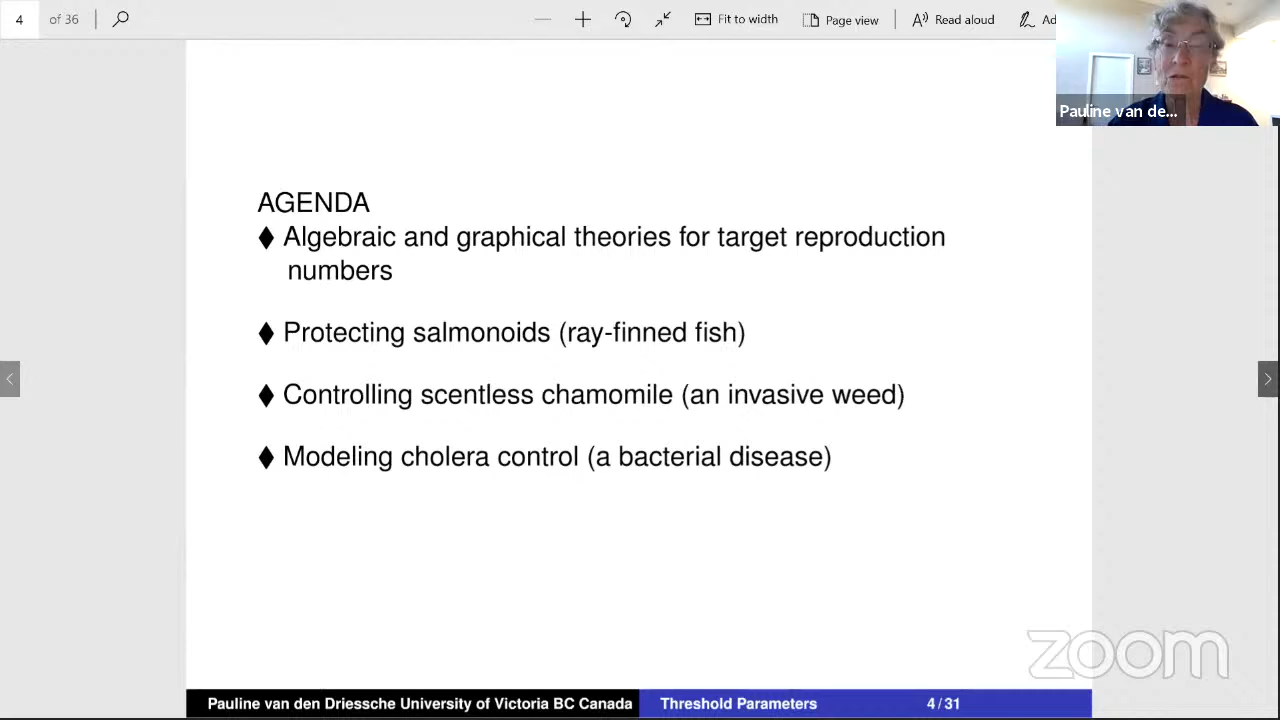 4 of 36
Fit to width
Page view
Read aloud
Pauline van de...
AGENDA
♦ Algebraic and graphical theories for target reproduction
numbers
♦ Protecting salmonoids (ray-finned fish)
♦ Controlling scentless chamomile (an invasive weed)
♦ Modeling cholera control (a bacterial disease)
zoom
Pauline van den Driessche University of Victoria BC Canada Threshold Parameters 4/31